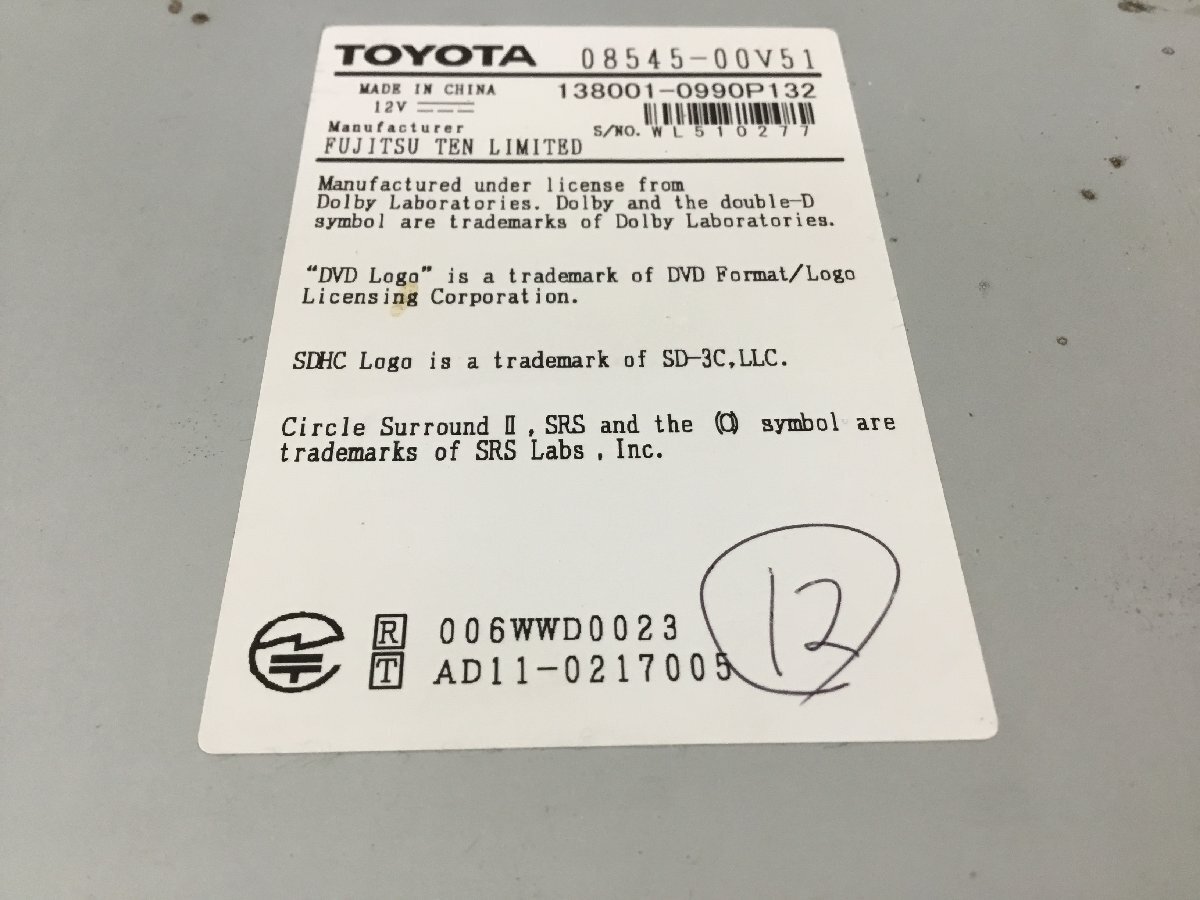 TOYOTA 08545-00V51
MADE IN CHINA 138001-0990P132
12V
Manufacturer S/NO. WL510277
FUJITSU TEN LIMITED
Manufactured under license from
Dolby Laboratories. Dolby and the double-D
symbol are trademarks of Dolby Laboratories.
"DVD Logo" is a trademark of DVD Format/Logo
Licensing Corporation.
SDHC Logo is a trademark of SD-3C,LLC.
Circle Surround Ⅱ, SRS and the (O) symbol are
trademarks of SRS Labs, Inc.
R 006WWD0023
T AD11-0217005
12